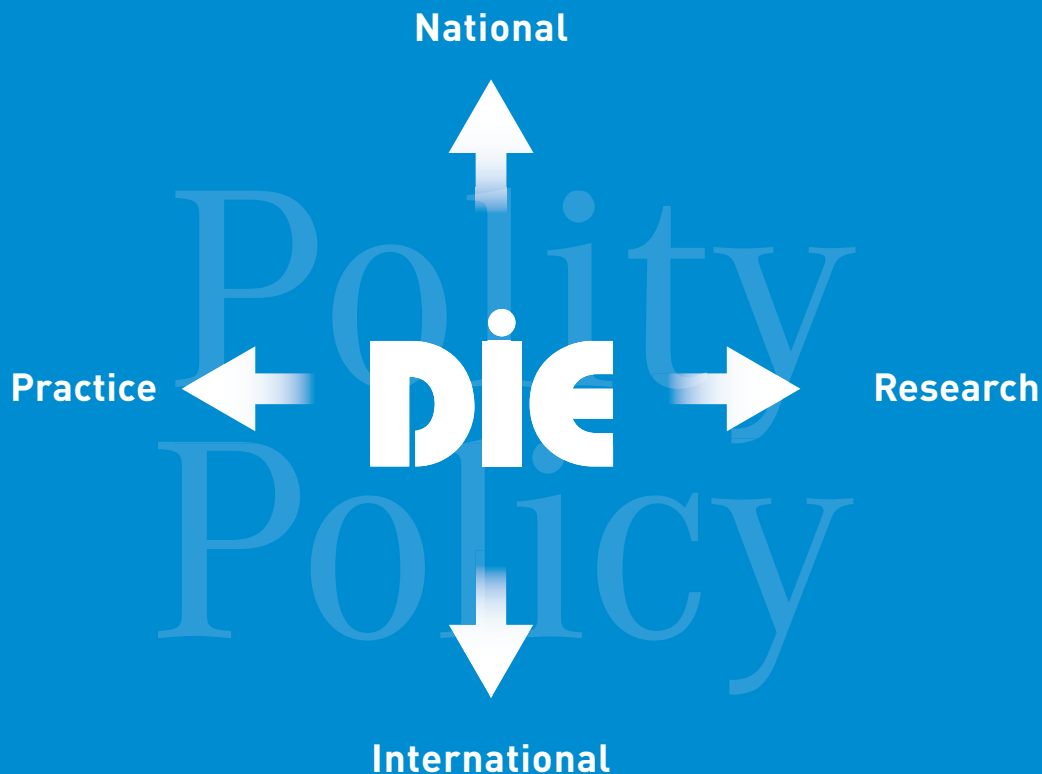 National
Polity
Practice
DiE
Research
Policy
International